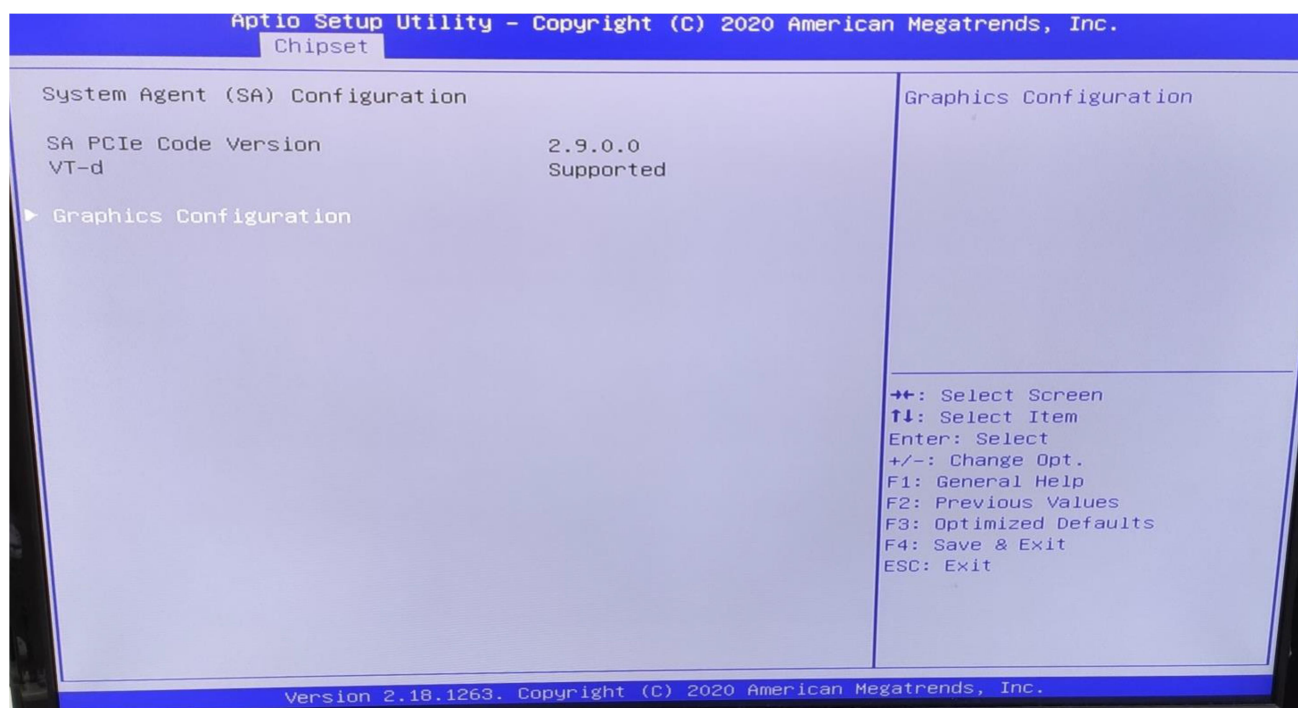 Aptio Setup Utility – Copyright (C) 2020 American Megatrends, Inc.
Chipset
System Agent (SA) Configuration
SA PCIe Code Version 2.9.0.0
VT-d Supported
► Graphics Configuration
Graphics Configuration
→←: Select Screen
↑↓: Select Item
Enter: Select
+/-: Change Opt.
F1: General Help
F2: Previous Values
F3: Optimized Defaults
F4: Save & Exit
ESC: Exit
Version 2.18.1263. Copyright (C) 2020 American Megatrends, Inc.